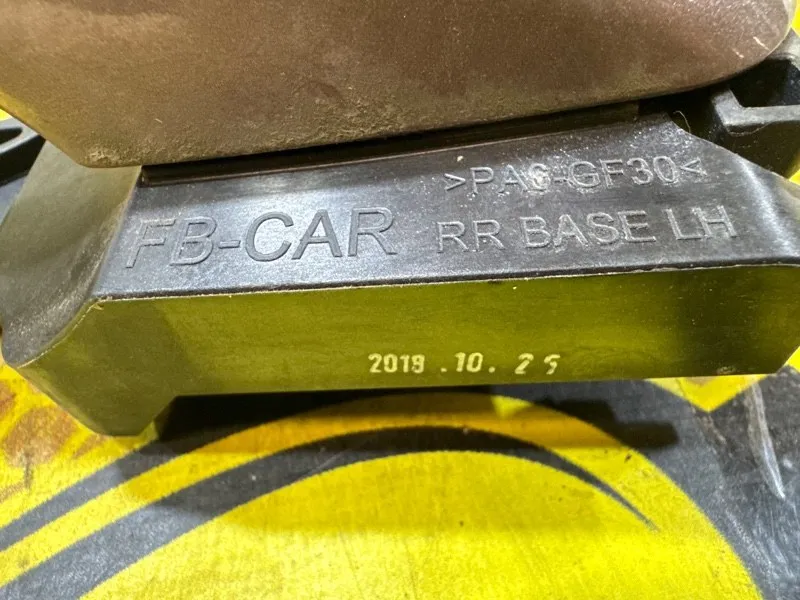 >PA6-GF30<
FB-CAR RR BASE LH
2019.10.29